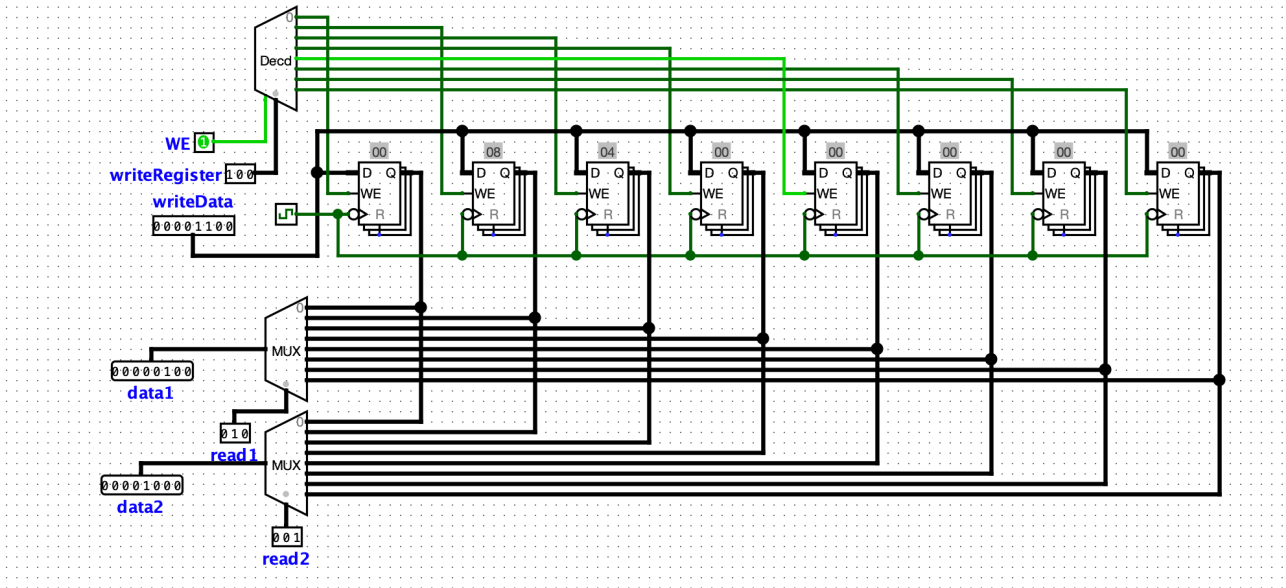 0
Decd
WE 1
writeRegister 100
writeData
00001100
00 08 04 00 00 00 00 00
D Q D Q D Q D Q D Q D Q D Q D Q
WE WE WE WE WE WE WE WE
R R R R R R R R
0
MUX
00000100
data1
010
read1
0
MUX
00001000
data2
001
read2